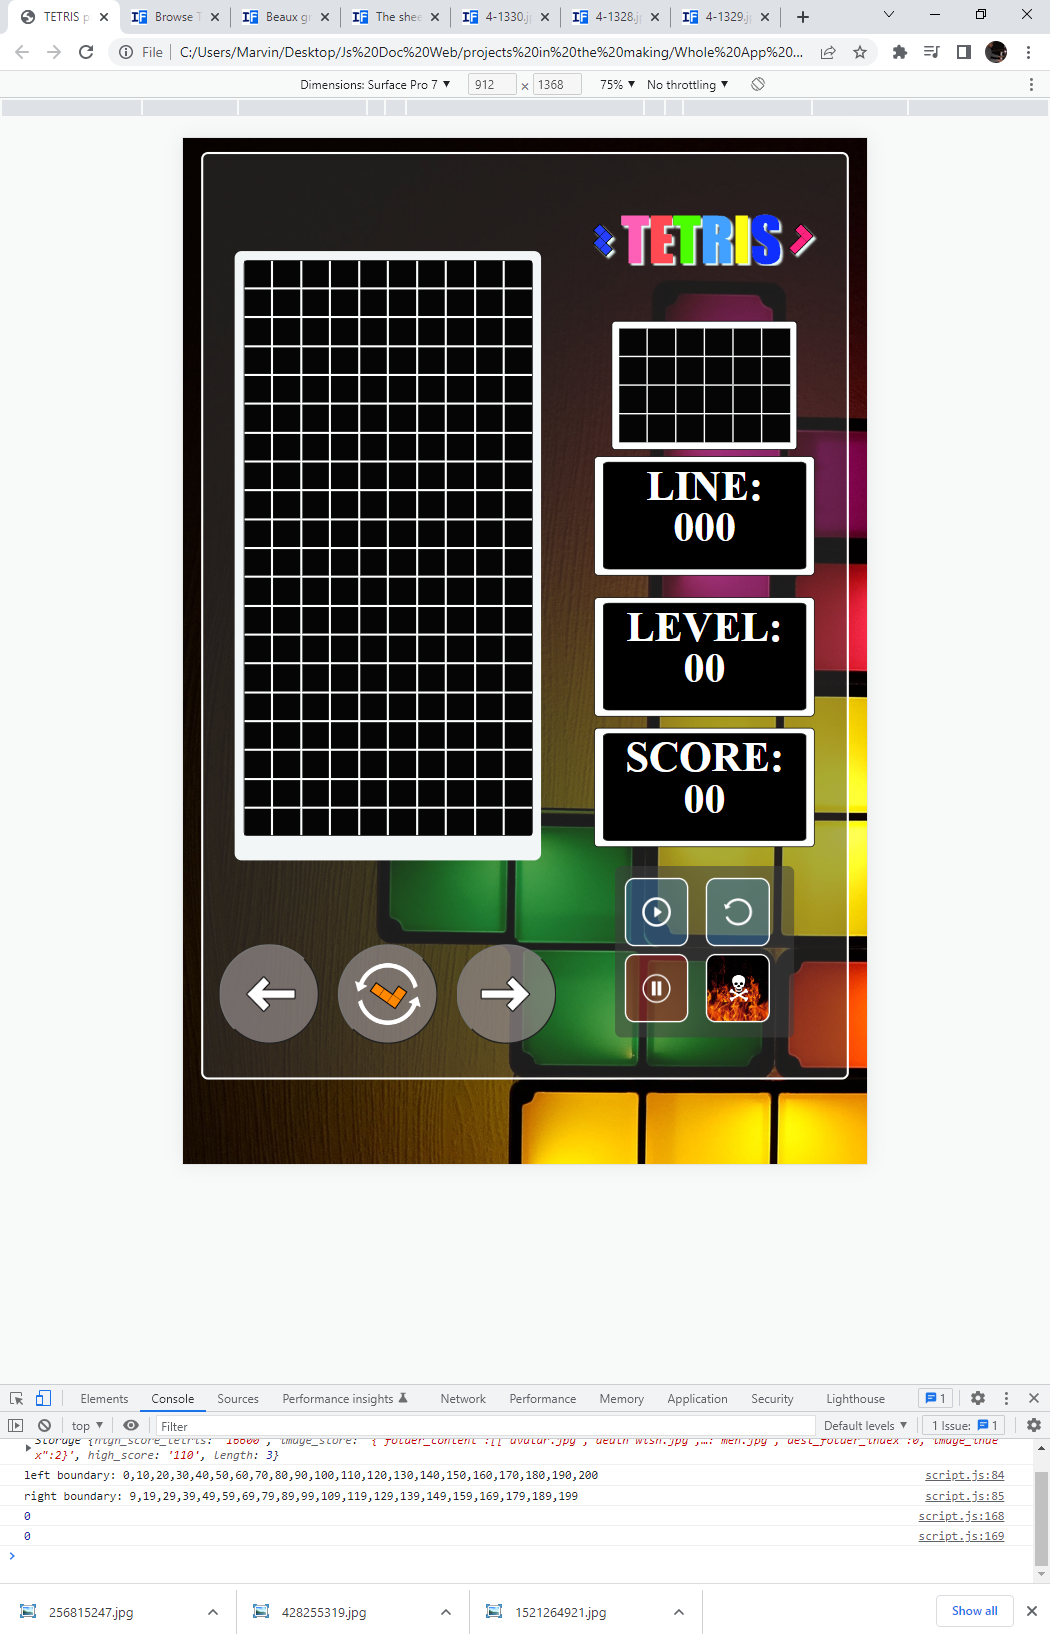 TETRIS p
Browse T
Beaux gr
The shee
4-1330.j
4-1328.j
4-1329.j
File
C:/Users/Marvin/Desktop/Js%20Doc%20Web/projects%20in%20the%20making/Whole%20App%20...
Dimensions: Surface Pro 7
912 × 1368
75%
No throttling
TETRIS
LINE:
000
LEVEL:
00
SCORE:
00
Elements Console Sources Performance insights Network Performance Memory Application Security Lighthouse 1
top Filter Default levels 1 Issue: 1
Storage {high_score_tetris: '16600', image_store: '{"folder_content":[["avatar.jpg","death wish.jpg",…: men.jpg","dest_folder_index":0,"image_inde
x":2}', high_score: '110', length: 3}
left boundary: 0,10,20,30,40,50,60,70,80,90,100,110,120,130,140,150,160,170,180,190,200 script.js:84
right boundary: 9,19,29,39,49,59,69,79,89,99,109,119,129,139,149,159,169,179,189,199 script.js:85
0 script.js:168
0 script.js:169
256815247.jpg
428255319.jpg
1521264921.jpg
Show all